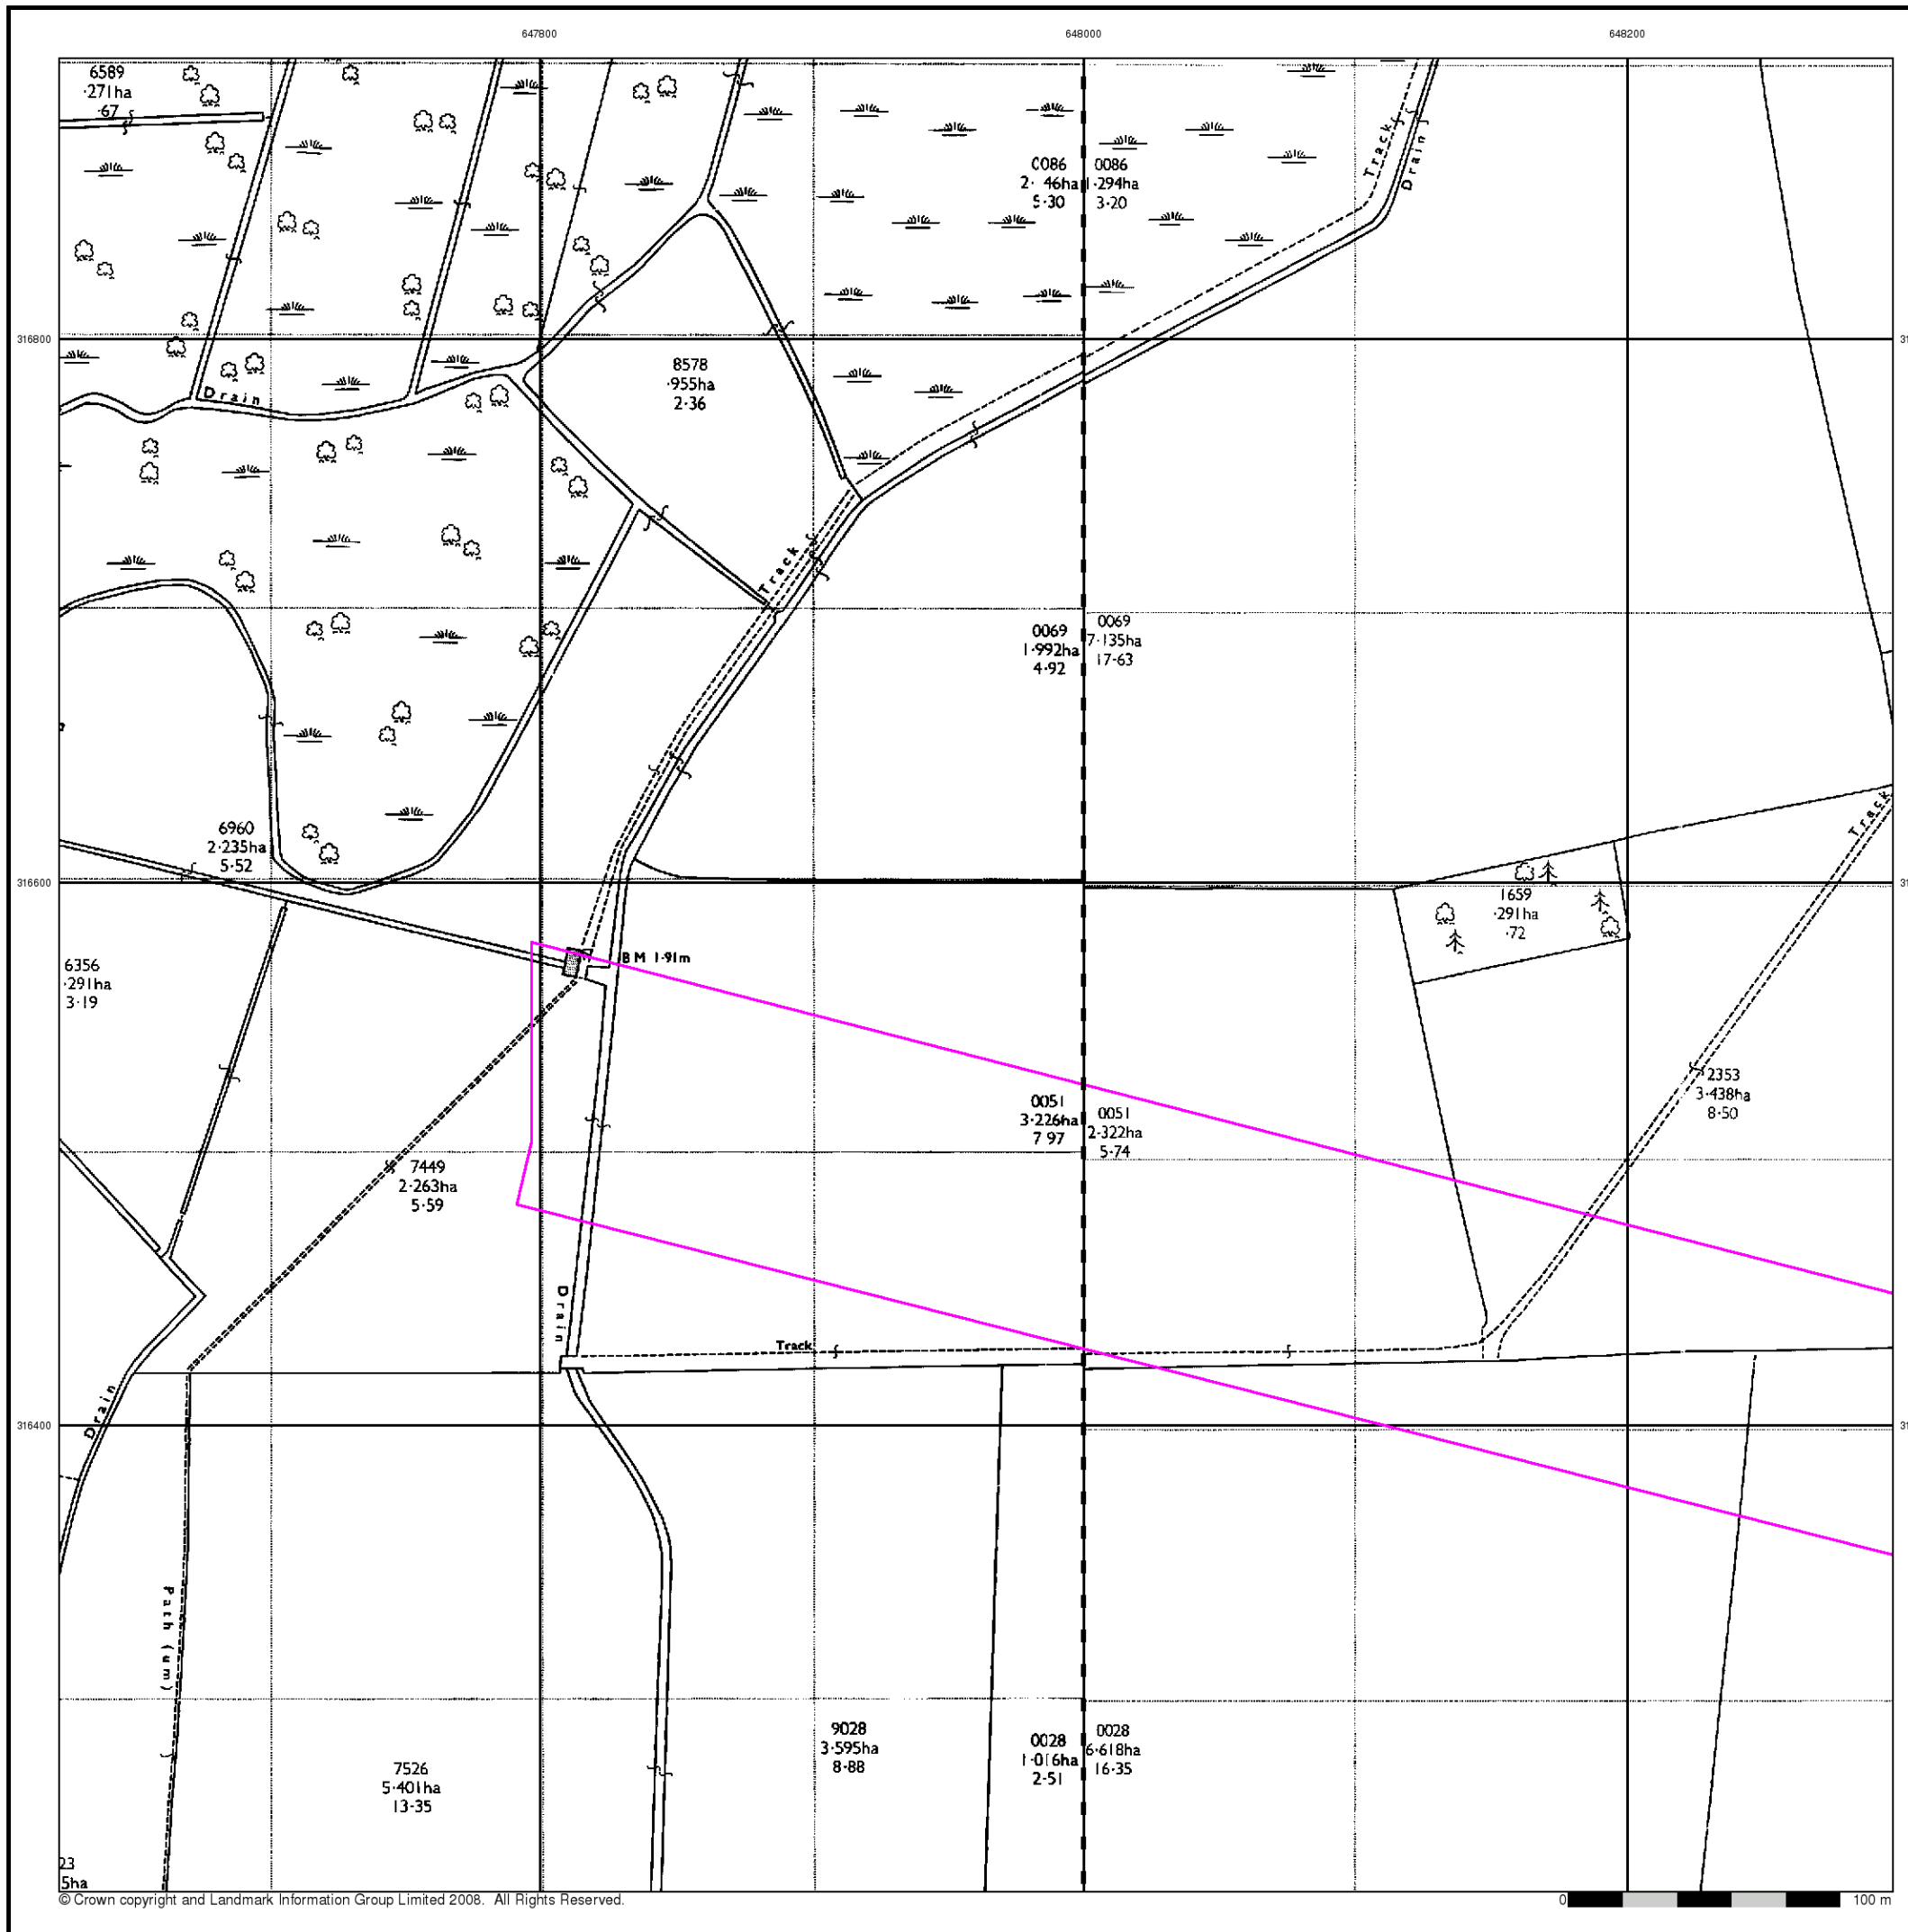 647800
648000
648200
6589
·271ha
·67
Track
Drain
0086
2· 46ha
5·30
0086
1·294ha
3·20
316800
31
8578
·955ha
2·36
Drain
Track
0069
1·992ha
4·92
0069
7·135ha
17·63
Track
6960
2·235ha
5·52
316600
31
1659
·291ha
·72
BM 1·91m
6356
·291ha
3·19
2353
3·438ha
8·50
0051
3·226ha
7 97
0051
2·322ha
5·74
7449
2·263ha
5·59
Drain
Track
Drain
316400
31
Path (um)
9028
3·595ha
8·88
0028
1·016ha
2·51
0028
6·618ha
16·35
7526
5·401ha
13·35
23
5ha
© Crown copyright and Landmark Information Group Limited 2008. All Rights Reserved.
0
100 m